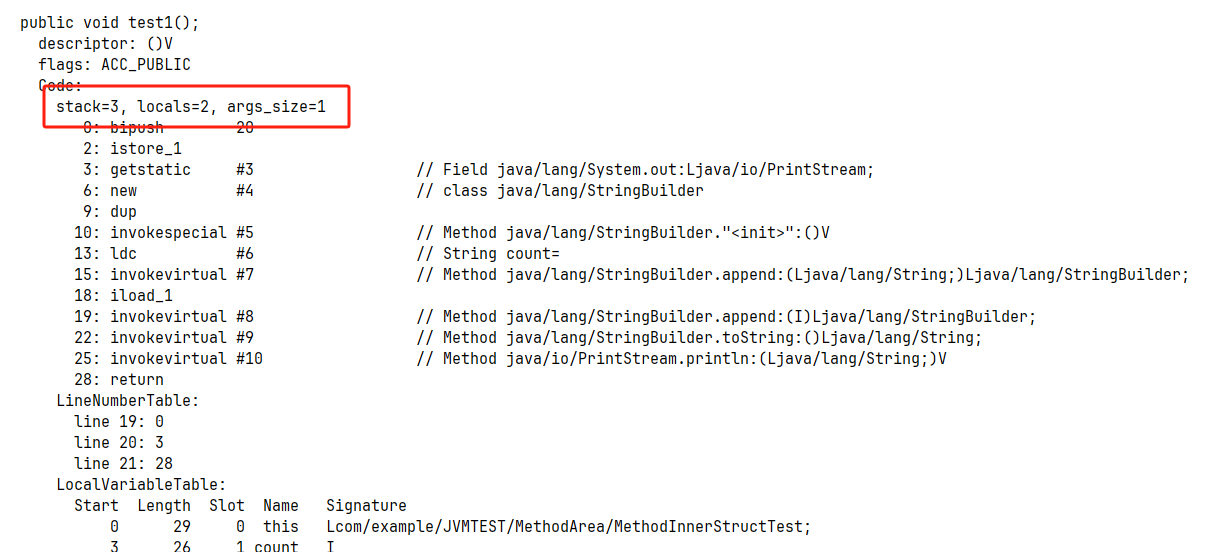 public void test1();
descriptor: ()V
flags: ACC_PUBLIC
Code:
stack=3, locals=2, args_size=1
0: bipush        20
2: istore_1
3: getstatic     #3                  // Field java/lang/System.out:Ljava/io/PrintStream;
6: new           #4                  // class java/lang/StringBuilder
9: dup
10: invokespecial #5                  // Method java/lang/StringBuilder."<init>":()V
13: ldc           #6                  // String count=
15: invokevirtual #7                  // Method java/lang/StringBuilder.append:(Ljava/lang/String;)Ljava/lang/StringBuilder;
18: iload_1
19: invokevirtual #8                  // Method java/lang/StringBuilder.append:(I)Ljava/lang/StringBuilder;
22: invokevirtual #9                  // Method java/lang/StringBuilder.toString:()Ljava/lang/String;
25: invokevirtual #10                 // Method java/io/PrintStream.println:(Ljava/lang/String;)V
28: return
LineNumberTable:
line 19: 0
line 20: 3
line 21: 28
LocalVariableTable:
Start  Length  Slot  Name   Signature
0      29     0  this   Lcom/example/JVMTEST/MethodArea/MethodInnerStructTest;
3      26     1 count   I